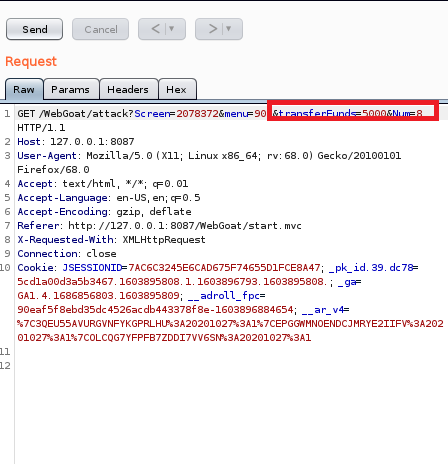 Send Cancel < >
Request
Raw Params Headers Hex
1 GET /WebGoat/attack?Screen=2078372&menu=90 &transferFunds=5000&Num=8
HTTP/1.1
2 Host: 127.0.0.1:8087
3 User-Agent: Mozilla/5.0 (X11; Linux x86_64; rv:68.0) Gecko/20100101
Firefox/68.0
4 Accept: text/html, */*; q=0.01
5 Accept-Language: en-US,en;q=0.5
6 Accept-Encoding: gzip, deflate
7 Referer: http://127.0.0.1:8087/WebGoat/start.mvc
8 X-Requested-With: XMLHttpRequest
9 Connection: close
10 Cookie: JSESSIONID=7AC6C3245E6CAD675F74655D1FCE8A47; _pk_id.39.dc78=
5cd1a00d3a5b3467.1603895808.1.1603896793.1603895808.; _ga=
GA1.4.1686856803.1603895809; __adroll_fpc=
90eaf5f8ebd35dc4526acdb443378f8e-1603896884654; __ar_v4=
%7C3QEU55AVURGVNFYKGPRLHU%3A20201027%3A1%7CEPGGWMNOENDCJMRYE2IIFV%3A202
01027%3A1%7COLCQG7YFPFB7ZDDI7VV6SN%3A20201027%3A1
11
12